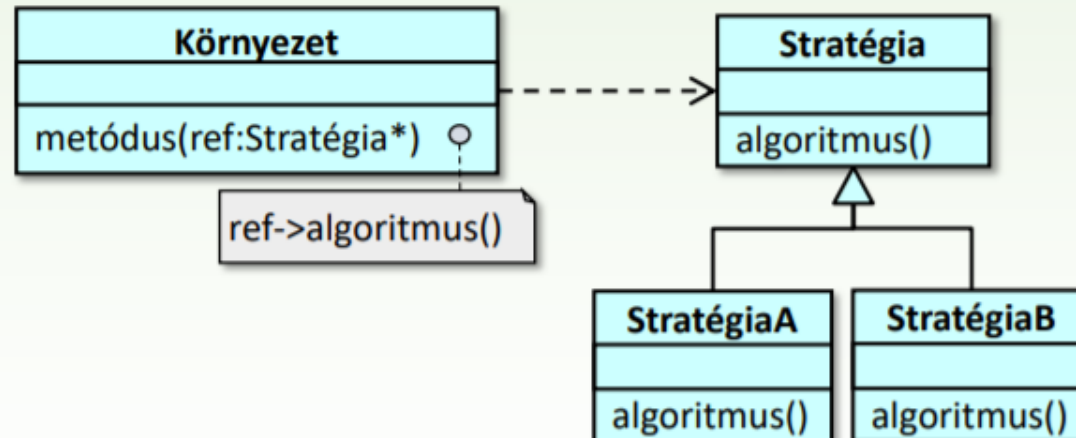 Környezet
metódus(ref:Stratégia*)
ref->algoritmus()
Stratégia
algoritmus()
StratégiaA
algoritmus()
StratégiaB
algoritmus()